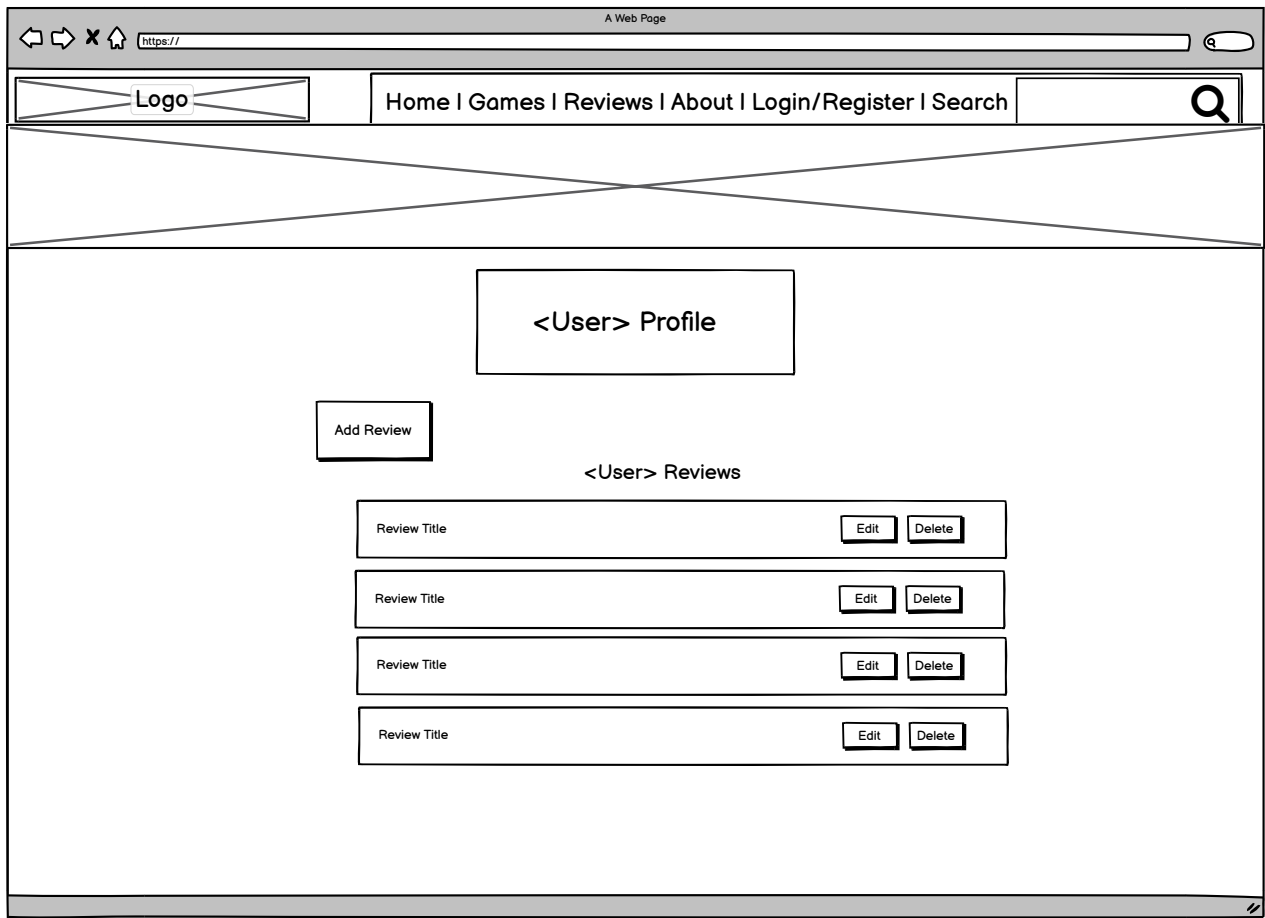 A Web Page
https://
Logo
Home | Games | Reviews | About | Login/Register | Search
<User> Profile
Add Review
<User> Reviews
Review Title Edit Delete
Review Title Edit Delete
Review Title Edit Delete
Review Title Edit Delete